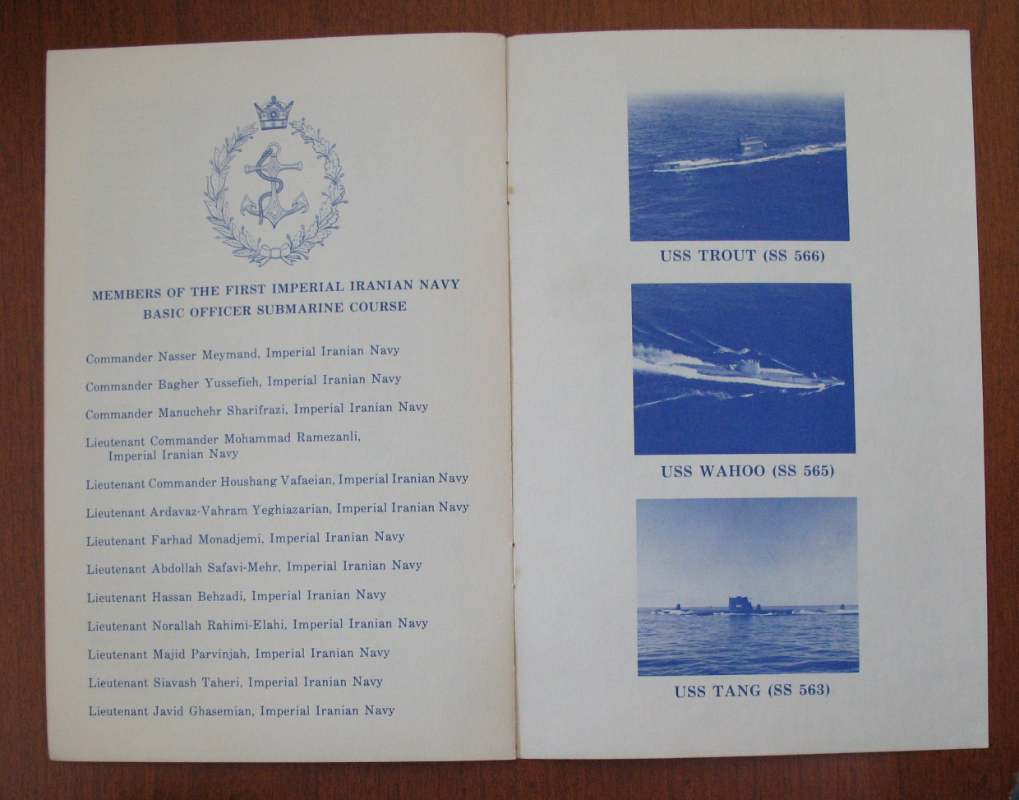 MEMBERS OF THE FIRST IMPERIAL IRANIAN NAVY
BASIC OFFICER SUBMARINE COURSE
Commander Nasser Meymand, Imperial Iranian Navy
Commander Bagher Yussefieh, Imperial Iranian Navy
Commander Manuchehr Sharifrazi, Imperial Iranian Navy
Lieutenant Commander Mohammad Ramezanli,
Imperial Iranian Navy
Lieutenant Commander Houshang Vafaeian, Imperial Iranian Navy
Lieutenant Ardavaz-Vahram Yeghiazarian, Imperial Iranian Navy
Lieutenant Farhad Monadjemi, Imperial Iranian Navy
Lieutenant Abdollah Safavi-Mehr, Imperial Iranian Navy
Lieutenant Hassan Behzadi, Imperial Iranian Navy
Lieutenant Norallah Rahimi-Elahi, Imperial Iranian Navy
Lieutenant Majid Parvinjah, Imperial Iranian Navy
Lieutenant Siavash Taheri, Imperial Iranian Navy
Lieutenant Javid Ghasemian, Imperial Iranian Navy
USS TROUT (SS 566)
USS WAHOO (SS 565)
USS TANG (SS 563)